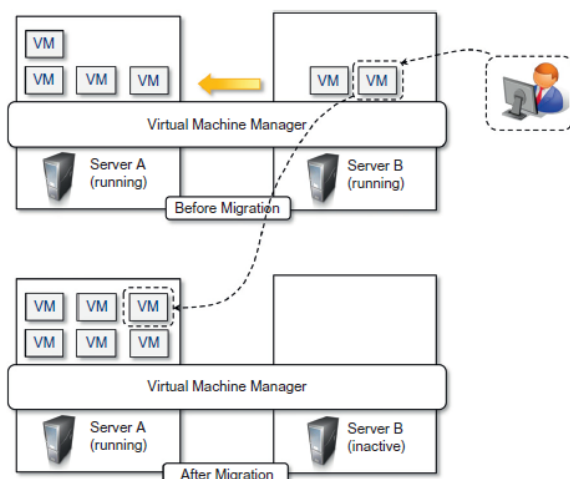 VM
VM VM VM VM VM
Virtual Machine Manager
Server A
(running)
Server B
(running)
Before Migration
VM VM VM
VM VM VM
Virtual Machine Manager
Server A
(running)
Server B
(inactive)
After Migration